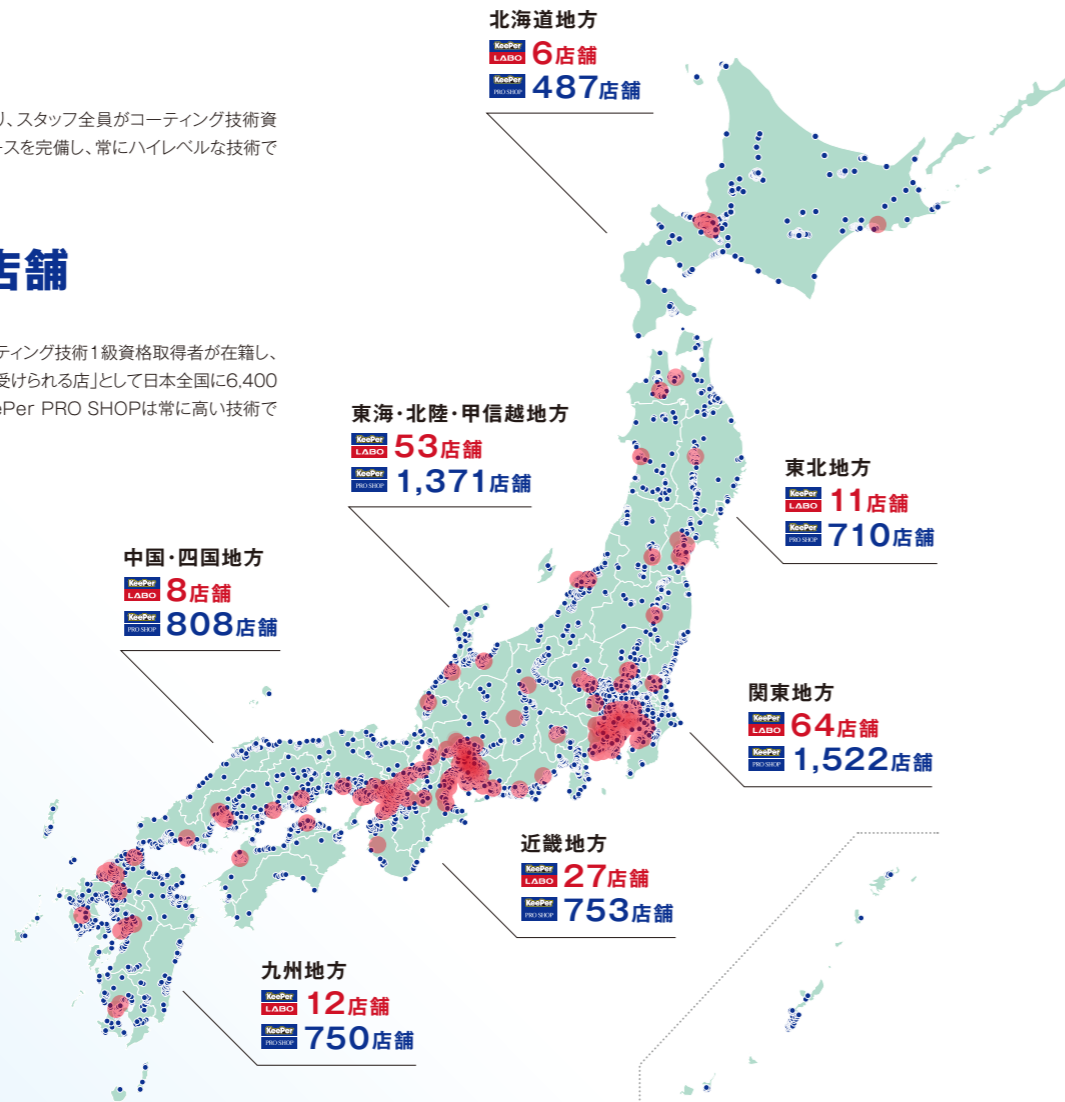 北海道地方
KeePer LABO 6店舗
KeePer PRO SHOP 487店舗
り、スタッフ全員がコーティング技術資
ースを完備し、常にハイレベルな技術で
店舗
ティング技術1級資格取得者が在籍し、
受けられる店」として日本全国に6,400
ePer PRO SHOPは常に高い技術で
東海・北陸・甲信越地方
KeePer LABO 53店舗
KeePer PRO SHOP 1,371店舗
東北地方
KeePer LABO 11店舗
KeePer PRO SHOP 710店舗
中国・四国地方
KeePer LABO 8店舗
KeePer PRO SHOP 808店舗
関東地方
KeePer LABO 64店舗
KeePer PRO SHOP 1,522店舗
近畿地方
KeePer LABO 27店舗
KeePer PRO SHOP 753店舗
九州地方
KeePer LABO 12店舗
KeePer PRO SHOP 750店舗